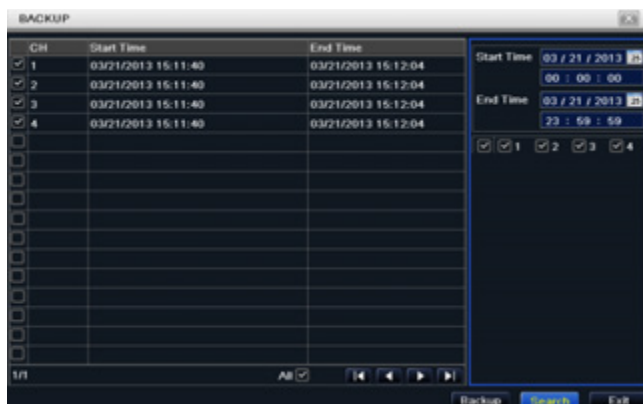 BACKUP
CH Start Time End Time
1 03/21/2013 15:11:40 03/21/2013 15:12:04
2 03/21/2013 15:11:40 03/21/2013 15:12:04
3 03/21/2013 15:11:40 03/21/2013 15:12:04
4 03/21/2013 15:11:40 03/21/2013 15:12:04
1/1 All
Start Time 03 / 21 / 2013
00 : 00 : 00
End Time 03 / 21 / 2013
23 : 59 : 59
1 2 3 4
Backup Search Exit